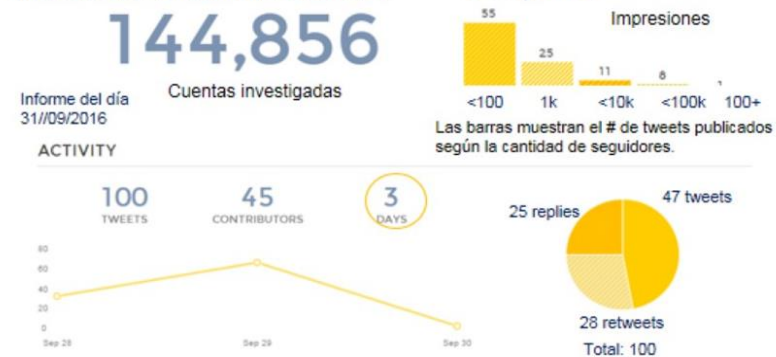 144,856
Cuentas investigadas
Informe del día
31//09/2016
Impresiones
55
25
11
8
1
<100 1k <10k <100k 100+
Las barras muestran el # de tweets publicados
según la cantidad de seguidores.
ACTIVITY
100
TWEETS
45
CONTRIBUTORS
3
DAYS
80
60
40
20
0
Sep 28 Sep 29 Sep 30
47 tweets
25 replies
28 retweets
Total: 100